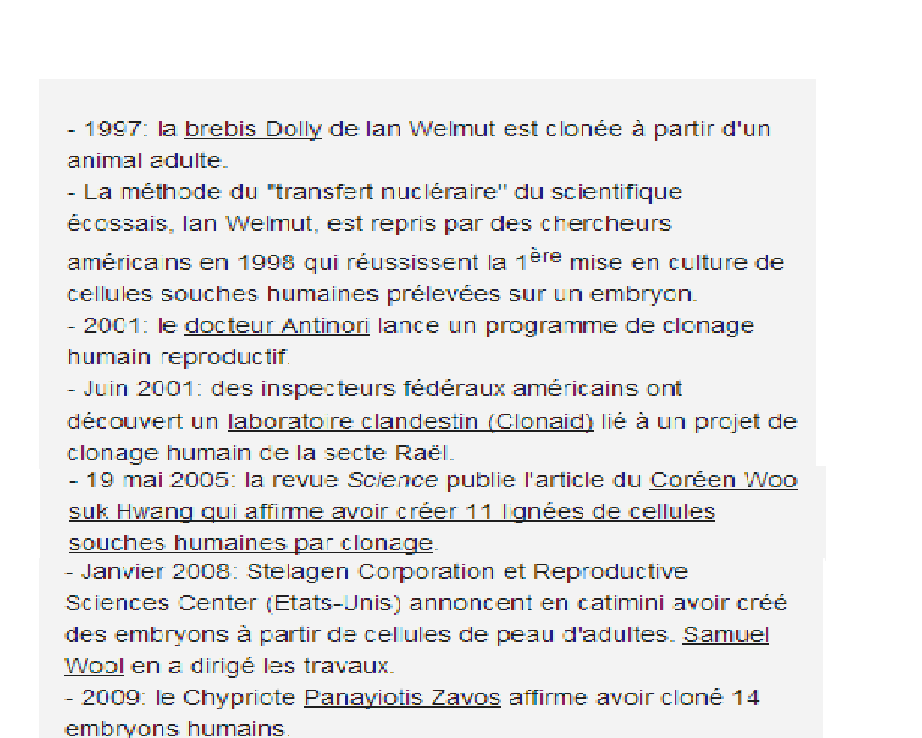 - 1997: la brebis Dolly de Ian Welmut est clonée à partir d'un
animal adulte.
- La méthode du "transfert nucléraire" du scientifique
écossais, Ian Welmut, est repris par des chercheurs
américains en 1998 qui réussissent la 1ère mise en culture de
cellules souches humaines prélevées sur un embryon.
- 2001: le docteur Antinori lance un programme de clonage
humain reproductif.
- Juin 2001: des inspecteurs fédéraux américains ont
découvert un laboratoire clandestin (Clonaid) lié à un projet de
clonage humain de la secte Raël.
- 19 mai 2005: la revue Science publie l'article du Coréen Woo
suk Hwang qui affirme avoir créer 11 lignées de cellules
souches humaines par clonage.
- Janvier 2008: Stelagen Corporation et Reproductive
Sciences Center (Etats-Unis) annoncent en catimini avoir créé
des embryons à partir de cellules de peau d'adultes. Samuel
Wool en a dirigé les travaux.
- 2009: le Chypriote Panayiotis Zavos affirme avoir cloné 14
embryons humains.